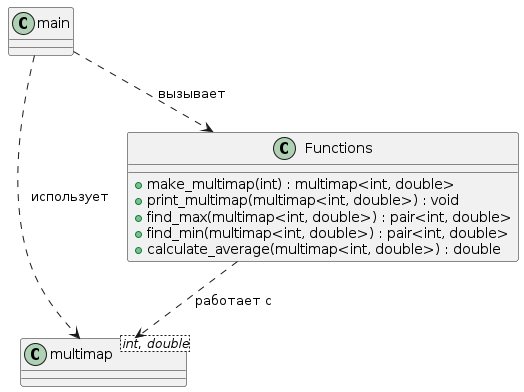 C main
вызывает
C Functions
make_multimap(int) : multimap<int, double>
print_multimap(multimap<int, double>) : void
find_max(multimap<int, double>) : pair<int, double>
find_min(multimap<int, double>) : pair<int, double>
calculate_average(multimap<int, double>) : double
использует
работает с
int, double
C multimap